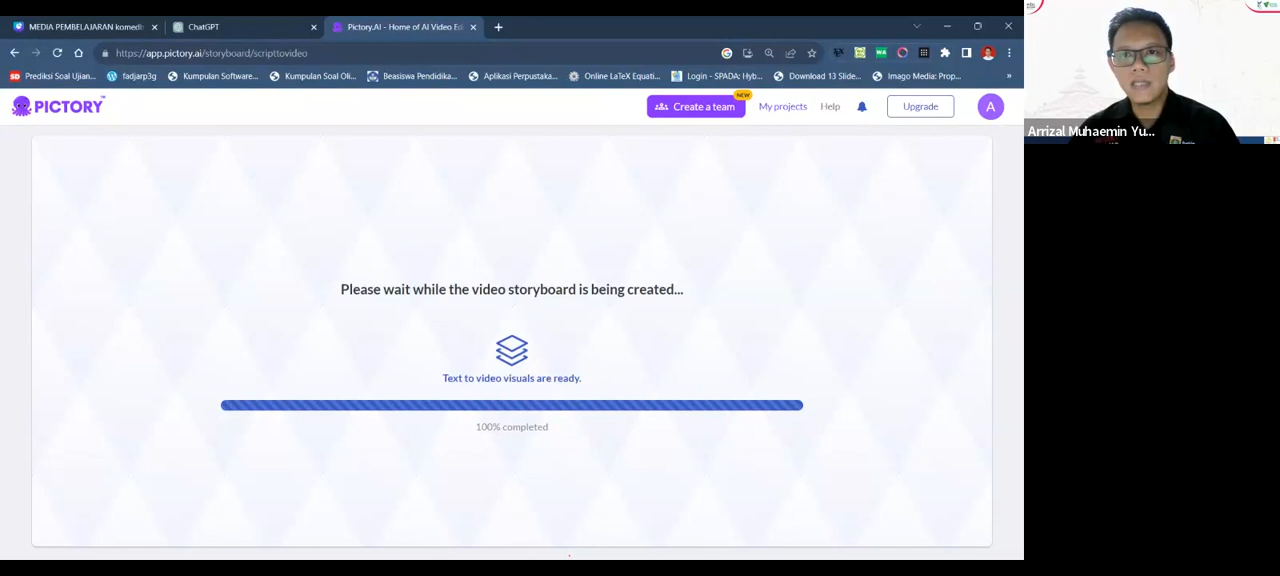 MEDIA PEMBELAJARAN komedi
ChatGPT
Pictory.AI - Home of AI Video Edi
https://app.pictory.ai/storyboard/scripttovideo
Prediksi Soal Ujian...
fadjarp3g
Kumpulan Software...
Kumpulan Soal Oli...
Beasiswa Pendidika...
Aplikasi Perpustaka...
Online LaTeX Equati...
Login - SPADA: Hyb...
Download 13 Slide...
Imago Media: Prop...
»
PICTORY
Create a team
NEW
My projects
Help
Upgrade
A
Please wait while the video storyboard is being created...
Text to video visuals are ready.
100% completed
Arrizal Muhaemin Yu...